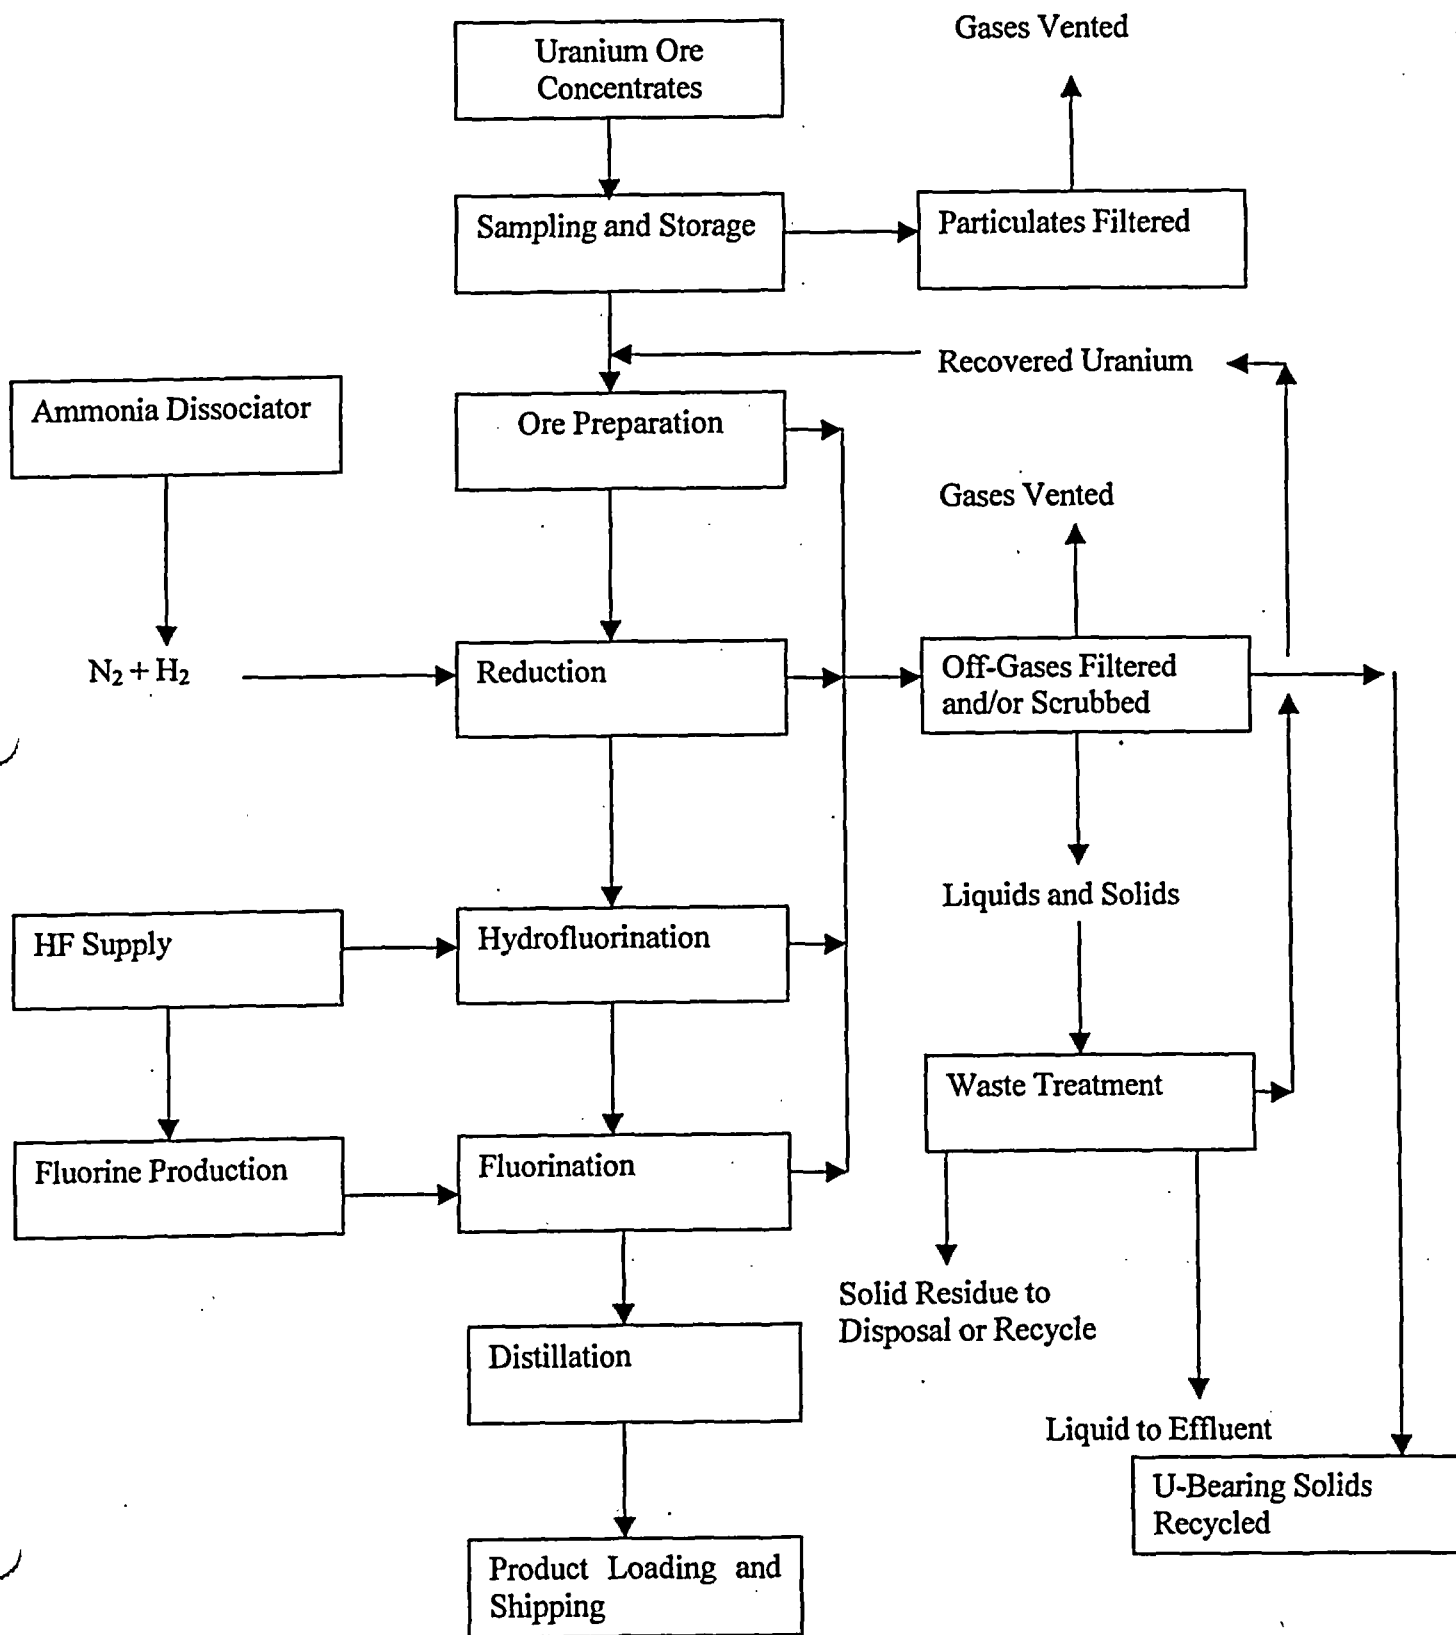 Gases Vented
Uranium Ore
Concentrates
Sampling and Storage
Particulates Filtered
Recovered Uranium
Ammonia Dissociator
Ore Preparation
Gases Vented
N₂ + H₂
Reduction
Off-Gases Filtered
and/or Scrubbed
Liquids and Solids
HF Supply
Hydrofluorination
Waste Treatment
Fluorine Production
Fluorination
Solid Residue to
Disposal or Recycle
Distillation
Liquid to Effluent
U-Bearing Solids
Recycled
Product Loading and
Shipping